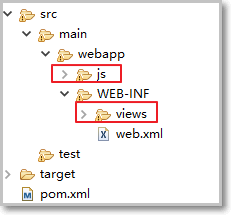 src
main
webapp
js
WEB-INF
views
web.xml
test
target
pom.xml